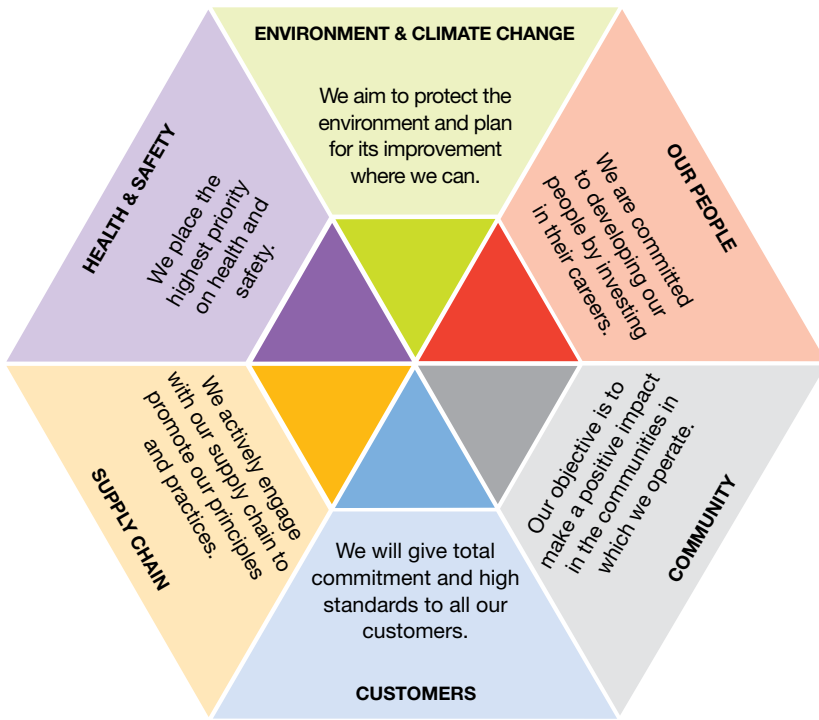 ENVIRONMENT & CLIMATE CHANGE
We aim to protect the
environment and plan
for its improvement
where we can.
OUR PEOPLE
We are committed
to developing our
people by investing
in their careers.
COMMUNITY
Our objective is to
make a positive impact
in the communities in
which we operate.
CUSTOMERS
We will give total
commitment and high
standards to all our
customers.
SUPPLY CHAIN
We actively engage
with our supply chain to
promote our principles
and practices.
HEALTH & SAFETY
We place the
highest priority
on health and
safety.